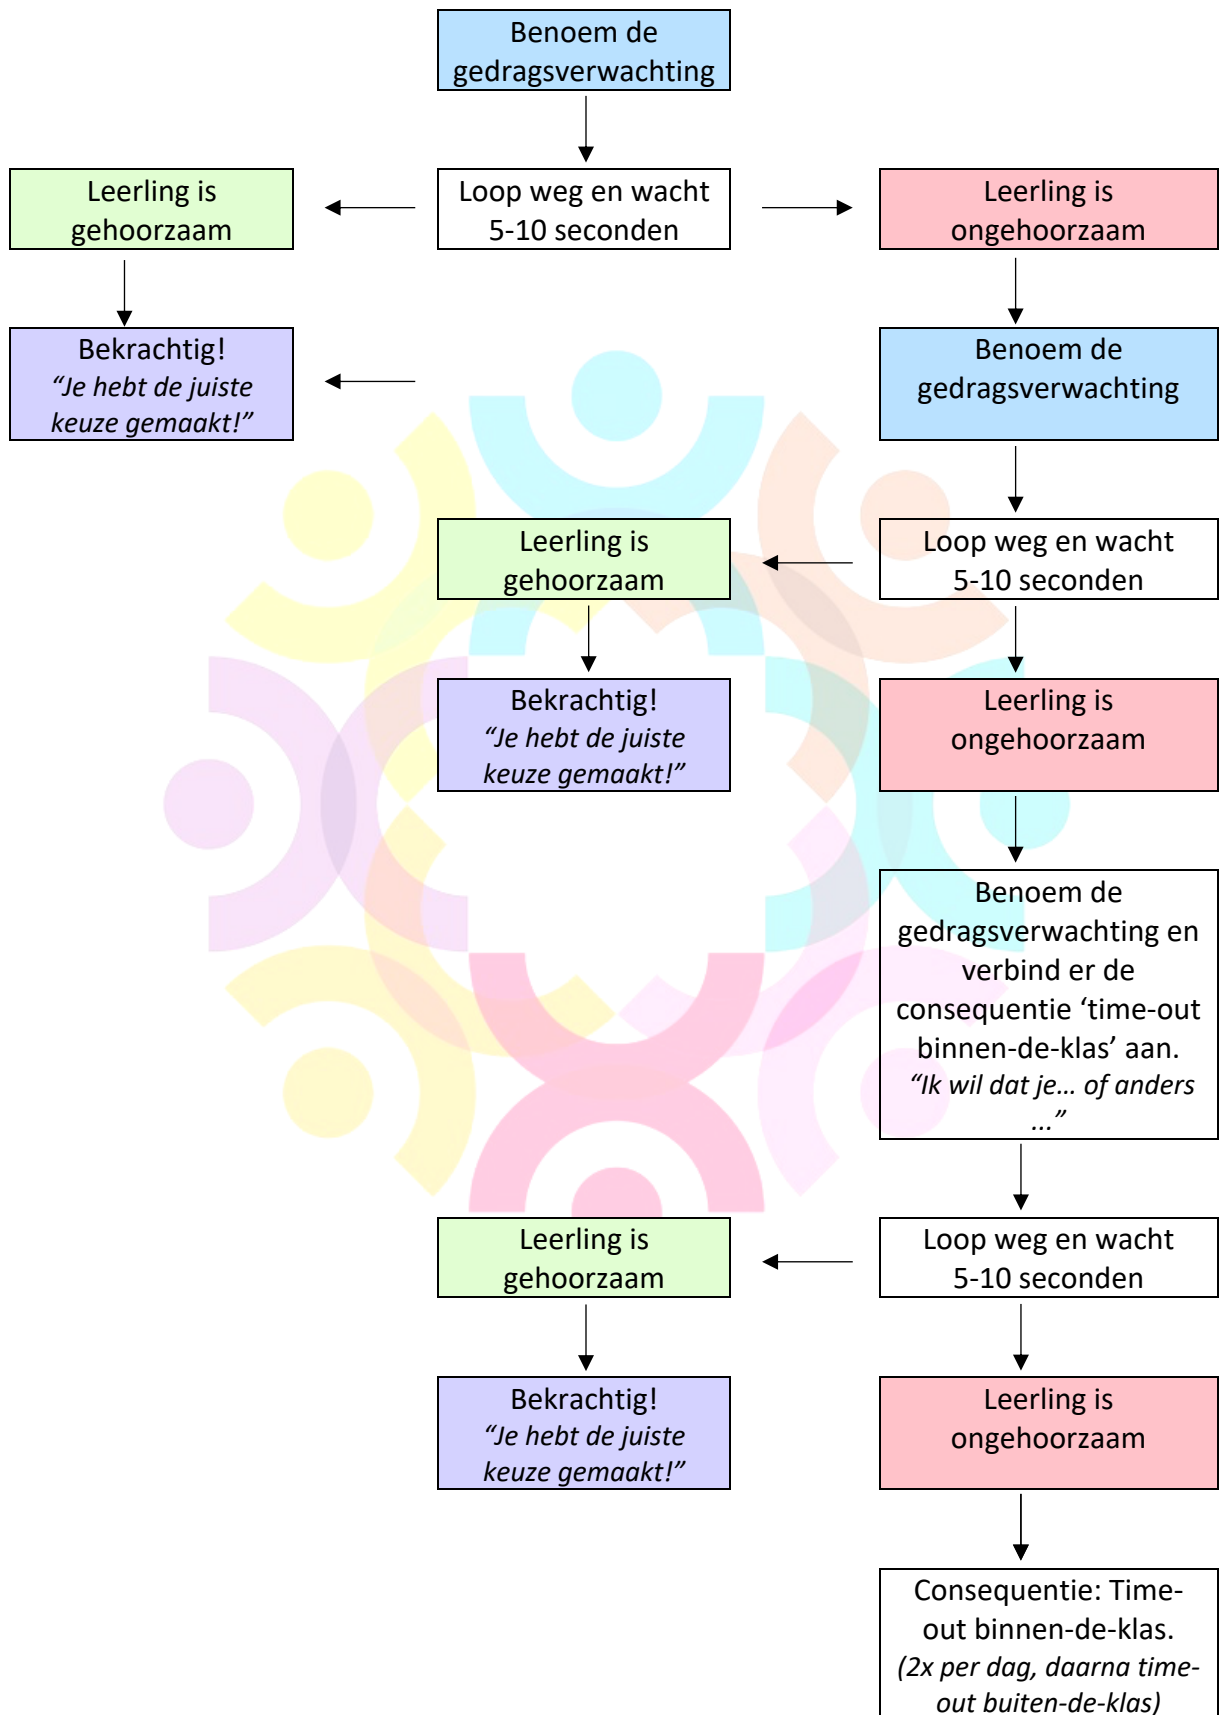 Benoem de
gedragsverwachting
Leerling is
gehoorzaam
Loop weg en wacht
5-10 seconden
Leerling is
ongehoorzaam
Bekrachtig!
“Je hebt de juiste
keuze gemaakt!”
Benoem de
gedragsverwachting
Leerling is
gehoorzaam
Loop weg en wacht
5-10 seconden
Bekrachtig!
“Je hebt de juiste
keuze gemaakt!”
Leerling is
ongehoorzaam
Benoem de
gedragsverwachting en
verbind er de
consequentie ‘time-out
binnen-de-klas’ aan.
“Ik wil dat je… of anders
...”
Leerling is
gehoorzaam
Loop weg en wacht
5-10 seconden
Bekrachtig!
“Je hebt de juiste
keuze gemaakt!”
Leerling is
ongehoorzaam
Consequentie: Time-
out binnen-de-klas.
(2x per dag, daarna time-
out buiten-de-klas)